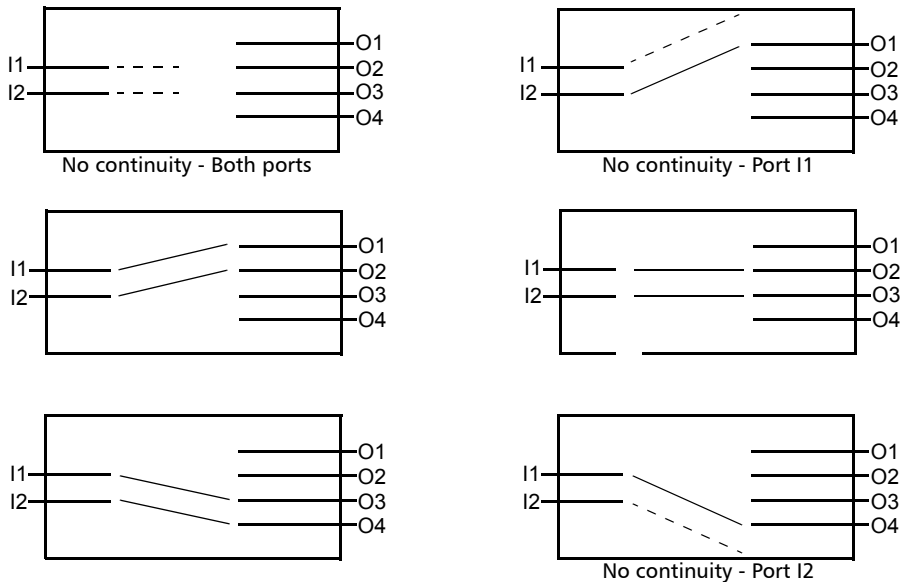 I1
I2
O1
O2
O3
O4
No continuity - Both ports
I1
I2
O1
O2
O3
O4
No continuity - Port I1
I1
I2
O1
O2
O3
O4
I1
I2
O1
O2
O3
O4
I1
I2
O1
O2
O3
O4
I1
I2
O1
O2
O3
O4
No continuity - Port I2